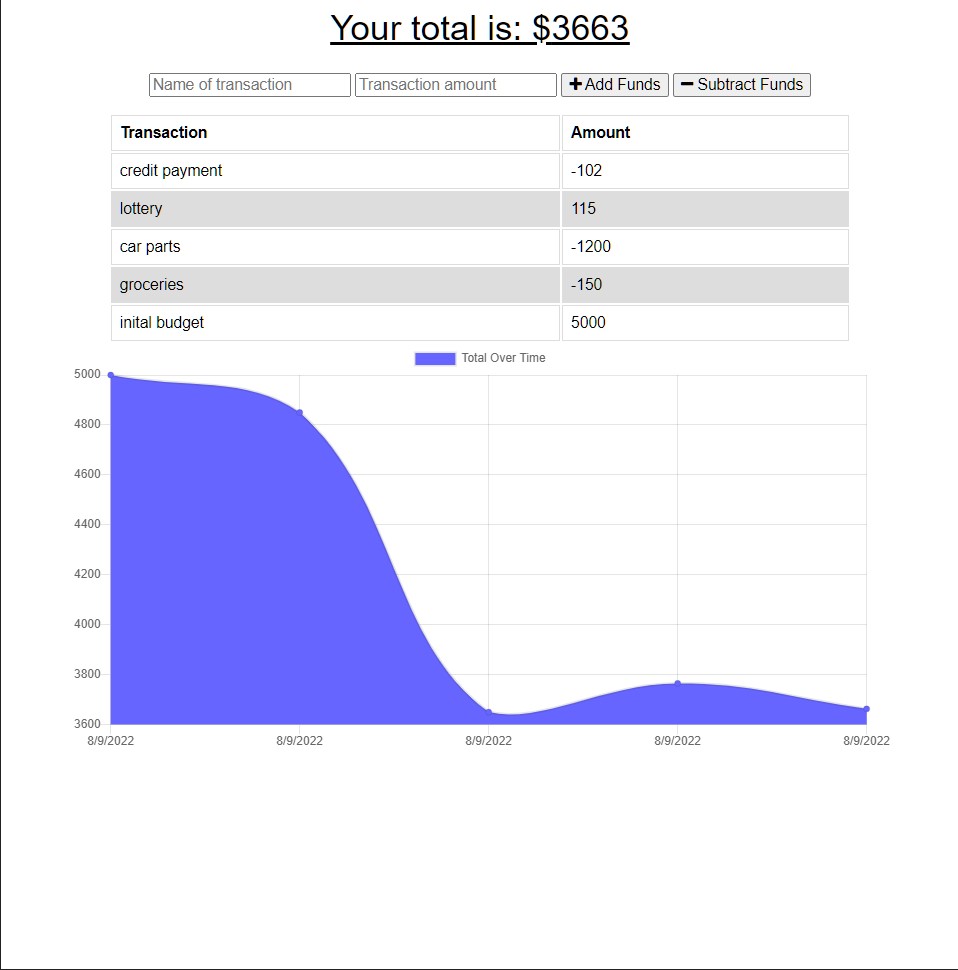 Your total is: $3663
Name of transaction Transaction amount Add Funds Subtract Funds
Transaction Amount
credit payment -102
lottery 115
car parts -1200
groceries -150
inital budget 5000
Total Over Time
5000
4800
4600
4400
4200
4000
3800
3600
8/9/2022 8/9/2022 8/9/2022 8/9/2022 8/9/2022